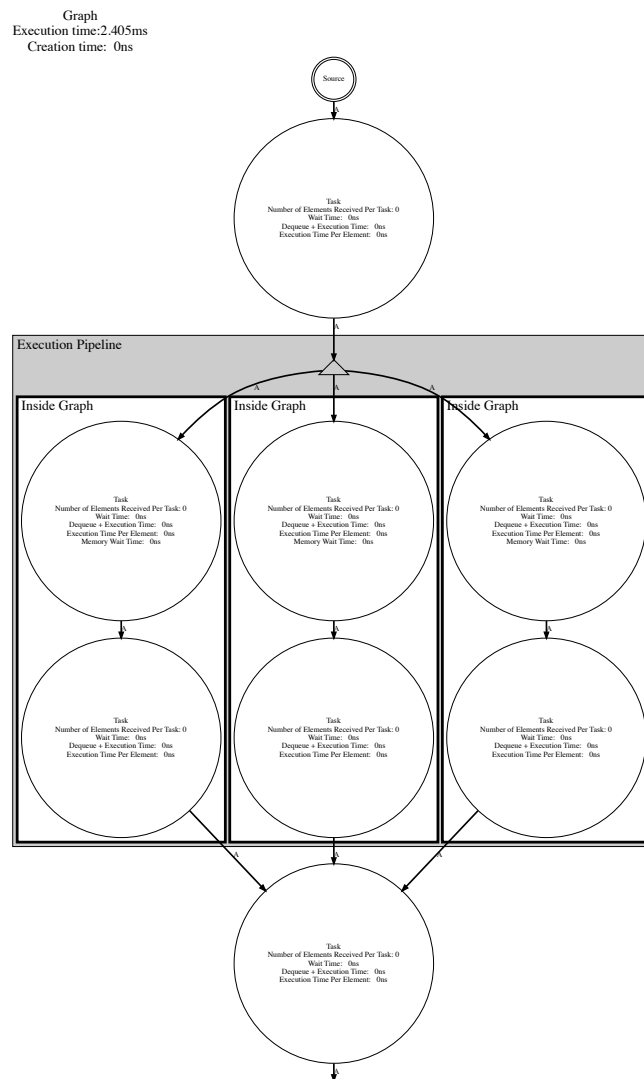 Graph
Execution time:2.405ms
Creation time: 0ns
Source
A
Task
Number of Elements Received Per Task: 0
Wait Time: 0ns
Dequeue + Execution Time: 0ns
Execution Time Per Element: 0ns
A
Execution Pipeline
A
A
A
Inside Graph
Inside Graph
Inside Graph
Task
Number of Elements Received Per Task: 0
Wait Time: 0ns
Dequeue + Execution Time: 0ns
Execution Time Per Element: 0ns
Memory Wait Time: 0ns
Task
Number of Elements Received Per Task: 0
Wait Time: 0ns
Dequeue + Execution Time: 0ns
Execution Time Per Element: 0ns
Memory Wait Time: 0ns
Task
Number of Elements Received Per Task: 0
Wait Time: 0ns
Dequeue + Execution Time: 0ns
Execution Time Per Element: 0ns
Memory Wait Time: 0ns
A
A
A
Task
Number of Elements Received Per Task: 0
Wait Time: 0ns
Dequeue + Execution Time: 0ns
Execution Time Per Element: 0ns
Task
Number of Elements Received Per Task: 0
Wait Time: 0ns
Dequeue + Execution Time: 0ns
Execution Time Per Element: 0ns
Task
Number of Elements Received Per Task: 0
Wait Time: 0ns
Dequeue + Execution Time: 0ns
Execution Time Per Element: 0ns
A
A
A
Task
Number of Elements Received Per Task: 0
Wait Time: 0ns
Dequeue + Execution Time: 0ns
Execution Time Per Element: 0ns
A